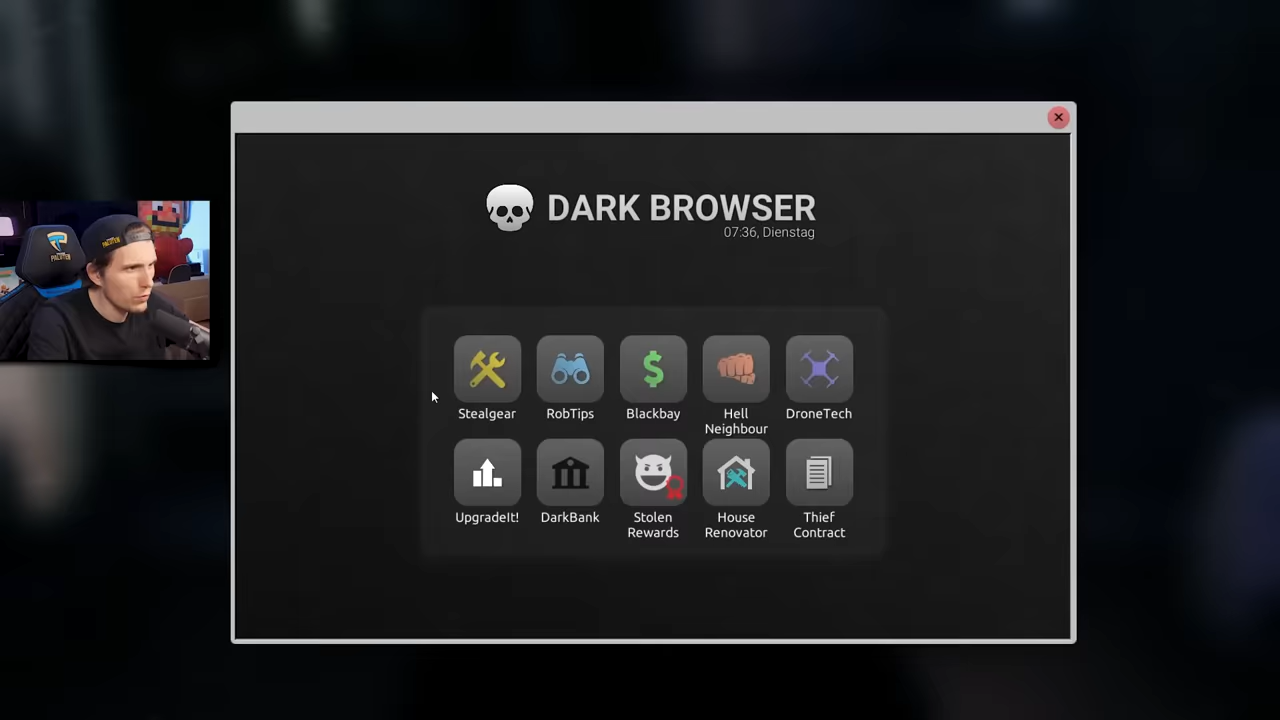 DARK BROWSER
07:36, Dienstag
Stealgear
RobTips
Blackbay
Hell
Neighbour
DroneTech
UpgradeIt!
DarkBank
Stolen
Rewards
House
Renovator
Thief
Contract
PALUTEN